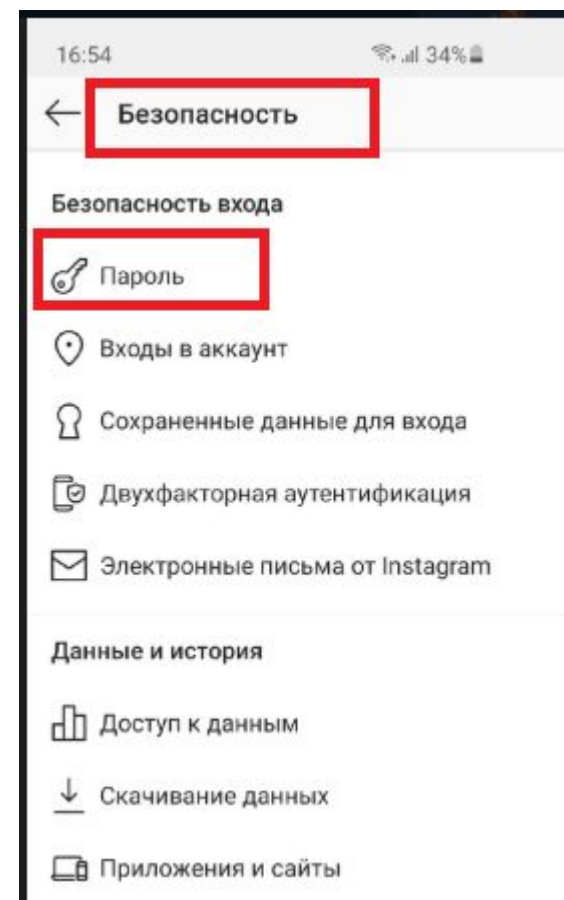 16:54 34%
Безопасность
Безопасность входа
Пароль
Входы в аккаунт
Сохраненные данные для входа
Двухфакторная аутентификация
Электронные письма от Instagram
Данные и история
Доступ к данным
Скачивание данных
Приложения и сайты